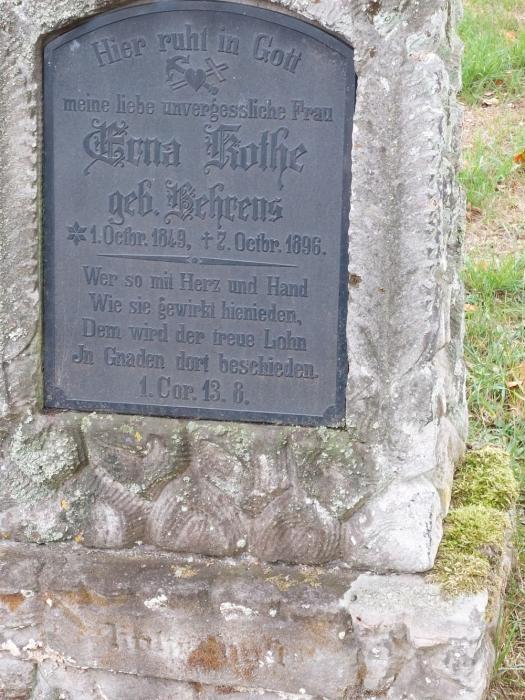 Hier ruht in Gott
meine liebe unvergessliche Frau
Erna Kothe
geb. Behrens
* 1. Octbr. 1849, † 2. Octbr. 1896.
Wer so mit Herz und Hand
Wie sie gewirkt hienieden,
Dem wird der treue Lohn
Jn Gnaden dort beschieden.
1. Cor. 13. 8.